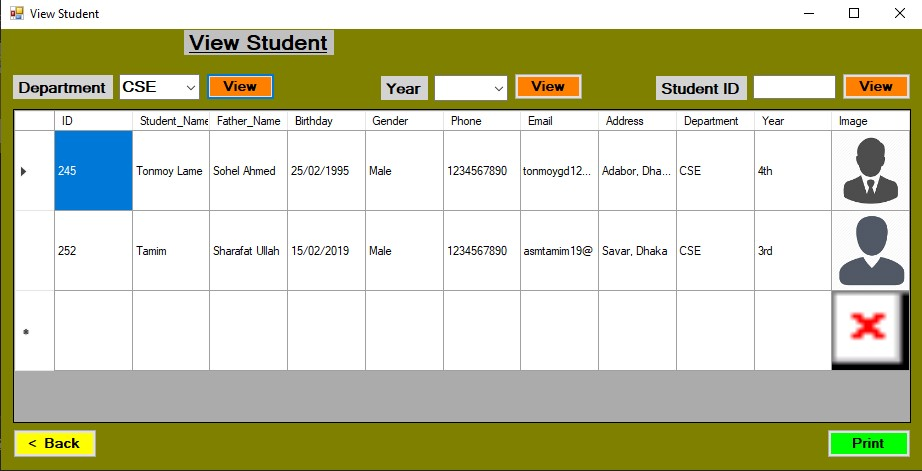 View Student
View Student
Department CSE View Year View Student ID View
ID Student_Name Father_Name Birthday Gender Phone Email Address Department Year Image
245 Tonmoy Lame Sohel Ahmed 25/02/1995 Male 1234567890 tonmoygd12... Adabor, Dha... CSE 4th
252 Tamim Sharafat Ullah 15/02/2019 Male 1234567890 asmtamim19@ Savar, Dhaka CSE 3rd
< Back Print